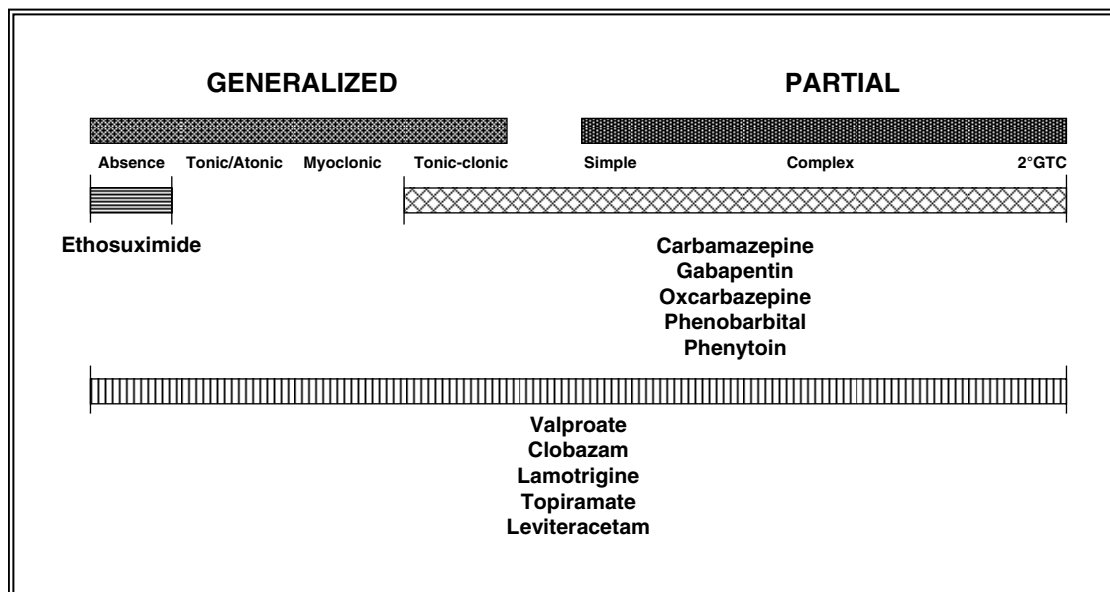 GENERALIZED PARTIAL
Absence Tonic/Atonic Myoclonic Tonic-clonic Simple Complex 2°GTC
Ethosuximide
Carbamazepine
Gabapentin
Oxcarbazepine
Phenobarbital
Phenytoin
Valproate
Clobazam
Lamotrigine
Topiramate
Leviteracetam